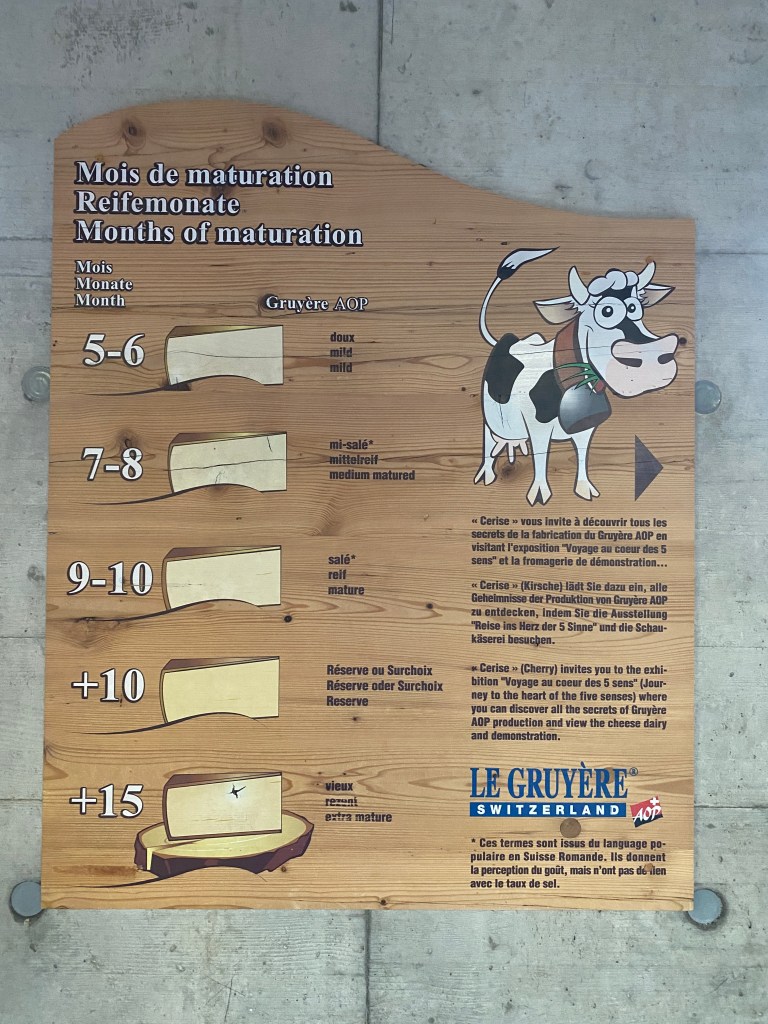 Mois de maturation
Reifemonate
Months of maturation
Mois
Monate
Month
Gruyère AOP
5-6
doux
mild
mild
7-8
mi-salé*
mittelreif
medium matured
9-10
salé*
reif
mature
+10
Réserve ou Surchoix
Réserve oder Surchoix
Reserve
+15
vieux
rezent
extra mature
« Cerise » vous invite à découvrir tous les
secrets de la fabrication du Gruyère AOP en
visitant l'exposition "Voyage au coeur des 5
sens" et la fromagerie de démonstration...
« Cerise » (Kirsche) lädt Sie dazu ein, alle
Geheimnisse der Produktion von Gruyère AOP
zu entdecken, indem Sie die Ausstellung
"Reise ins Herz der 5 Sinne" und die Schau-
käserei besuchen.
« Cerise » (Cherry) invites you to the exhi-
bition "Voyage au coeur des 5 sens" (Jour-
ney to the heart of the five senses) where
you can discover all the secrets of Gruyère
AOP production and view the cheese dairy
and demonstration.
LE GRUYÈRE®
SWITZERLAND
AOP
* Ces termes sont issus du language po-
pulaire en Suisse Romande. Ils donnent
la perception du goût, mais n'ont pas de lien
avec le taux de sel.